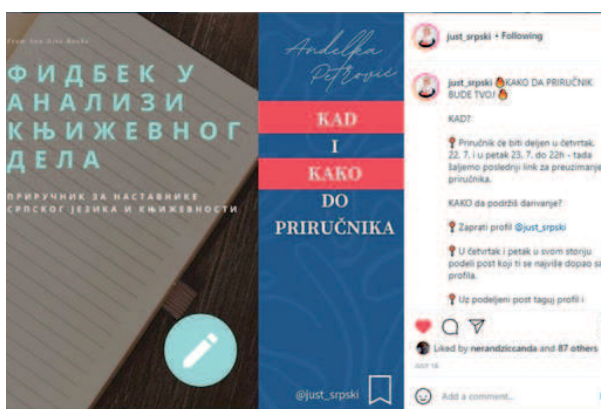 ФИДБЕК У
АНАЛИЗИ
КЊИЖЕВНОГ
ДЕЛА
ПРИРУЧНИК ЗА НАСТАВНИКЕ
СРПСКОГ ЈЕЗИКА И КЊИЖЕВНОСТИ
Anđelka
Petrović
KAD
I
KAKO
DO
PRIRUČNIKA
@just_srpski
just_srpski • Following
just_srpski 🔥KAKO DA PRIRUČNIK
BUDE TVOJ🔥
KAD?
Priručnik će biti deljen u četvrtak,
22. 7. i u petak 23. 7. do 22h - tada
šaljemo poslednji link za preuzimanje
priručnika.
KAKO da podržiš darivanje?
Zaprati profil @just_srpski
U četvrtak i petak u svom storiju
podeli post koji ti se najviše dopao sa
profila.
Uz podeljeni post taguj profil i
Liked by nerandziccanda and 87 others
JULY 18
Add a comment...